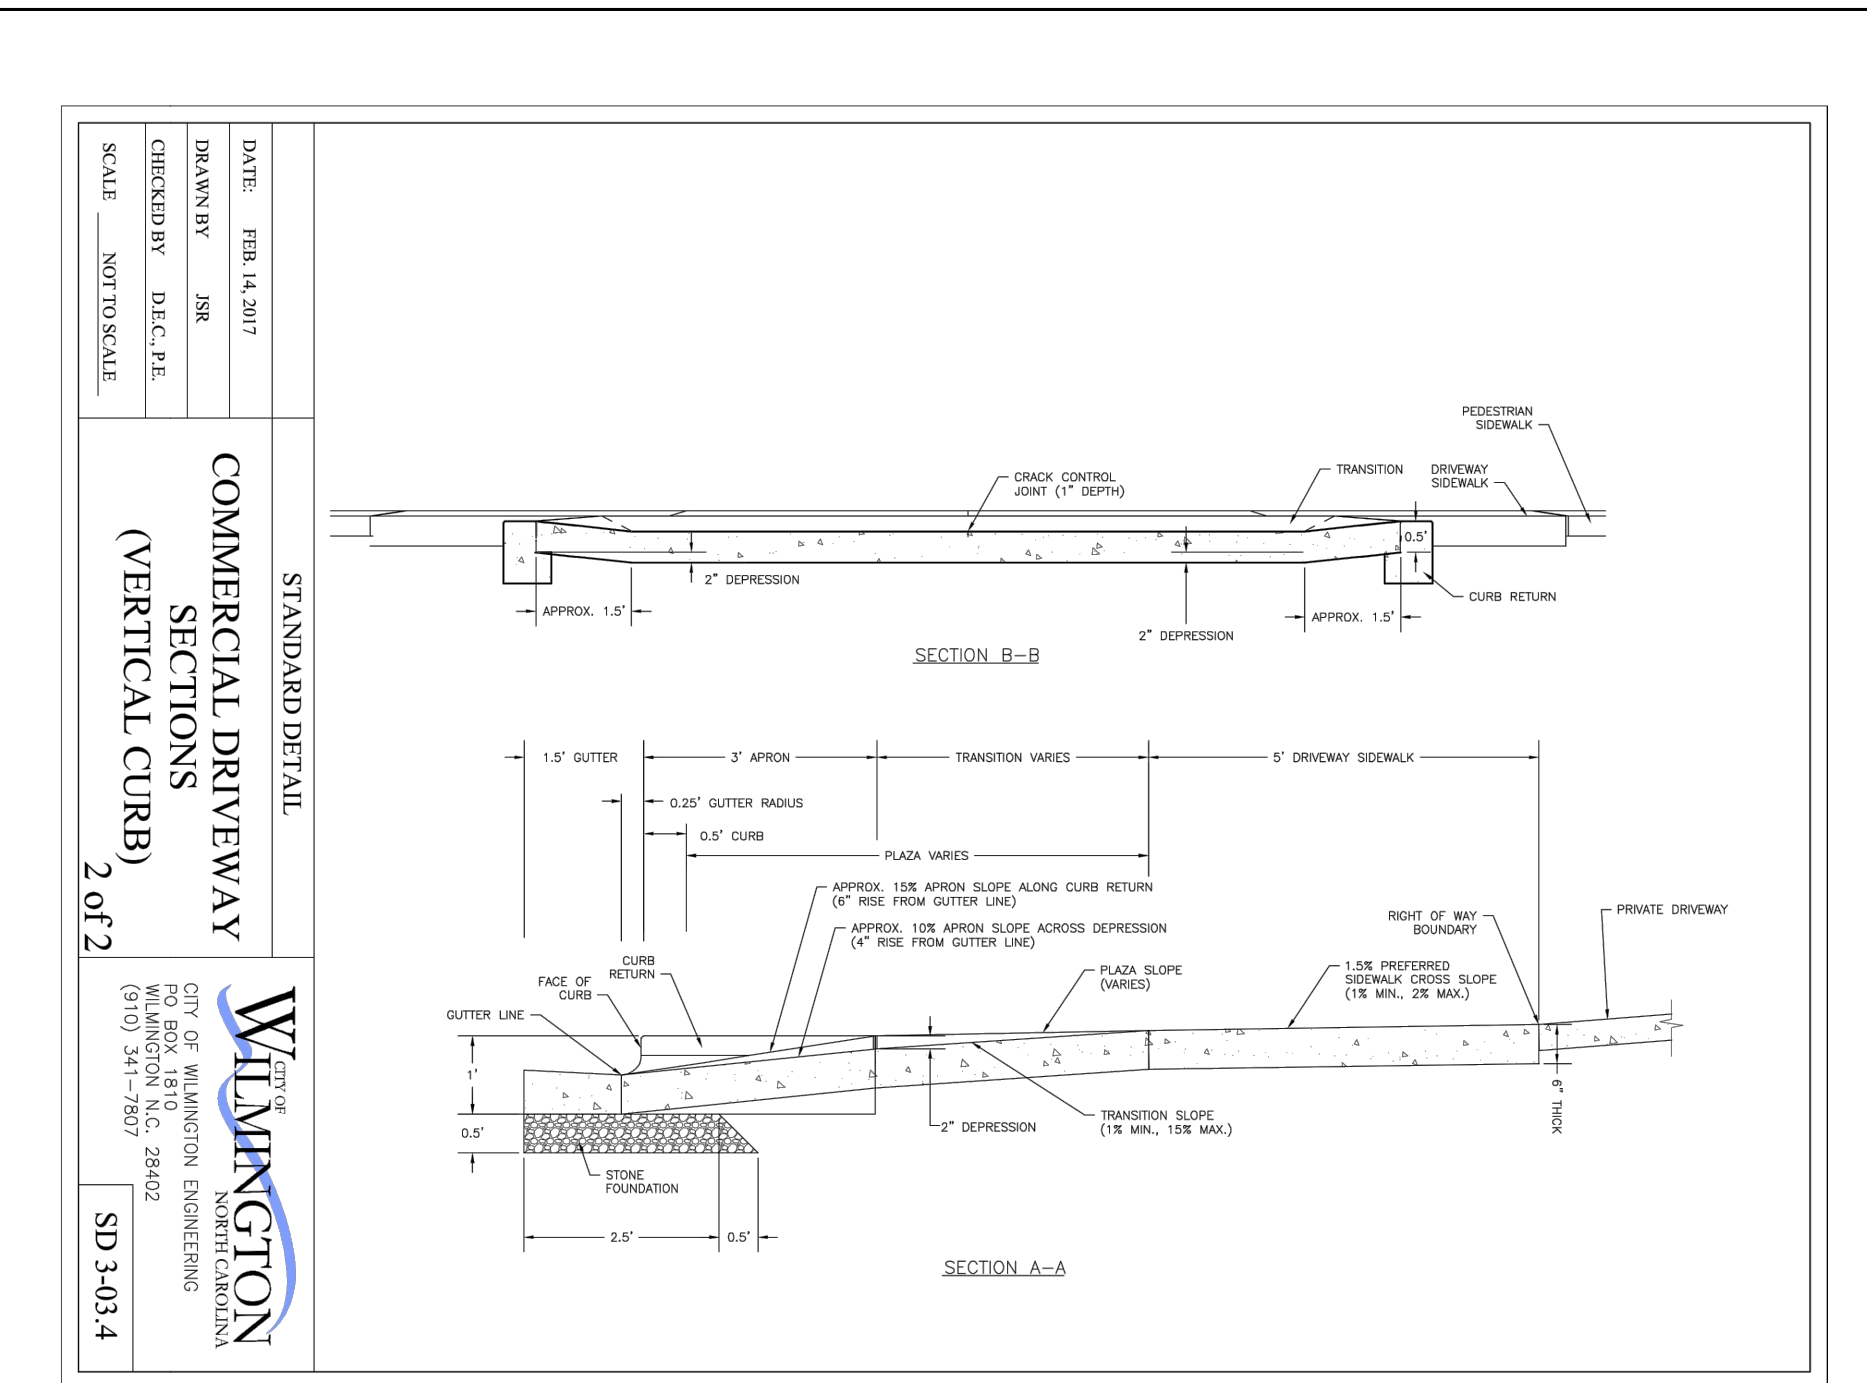 PEDESTRIAN
SIDEWALK
CRACK CONTROL
JOINT (1" DEPTH)
TRANSITION
DRIVEWAY
SIDEWALK
0.5'
2" DEPRESSION
APPROX. 1.5'
2" DEPRESSION
APPROX. 1.5'
CURB RETURN
SECTION B-B
1.5' GUTTER
3' APRON
TRANSITION VARIES
5' DRIVEWAY SIDEWALK
0.25' GUTTER RADIUS
0.5' CURB
PLAZA VARIES
APPROX. 15% APRON SLOPE ALONG CURB RETURN
(6" RISE FROM GUTTER LINE)
APPROX. 10% APRON SLOPE ACROSS DEPRESSION
(4" RISE FROM GUTTER LINE)
RIGHT OF WAY
BOUNDARY
PRIVATE DRIVEWAY
CURB
RETURN
FACE OF
CURB
GUTTER LINE
PLAZA SLOPE
(VARIES)
1.5% PREFERRED
SIDEWALK CROSS SLOPE
(1% MIN., 2% MAX.)
1'
0.5'
2" DEPRESSION
TRANSITION SLOPE
(1% MIN., 15% MAX.)
6" THICK
STONE
FOUNDATION
2.5'
0.5'
SECTION A-A
STANDARD DETAIL
COMMERCIAL DRIVEWAY
SECTIONS
(VERTICAL CURB)
2 of 2
DATE: FEB. 14, 2017
DRAWN BY JSR
CHECKED BY D.E.C., P.E.
SCALE NOT TO SCALE
CITY OF
WILMINGTON
NORTH CAROLINA
CITY OF WILMINGTON ENGINEERING
PO BOX 1810
WILMINGTON N.C. 28402
(910) 341-7807
SD 3-03.4